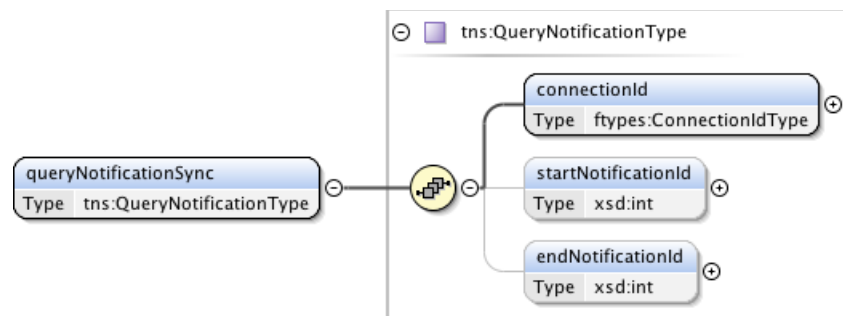 tns:QueryNotificationType
connectionId
Type ftypes:ConnectionIdType
queryNotificationSync
Type tns:QueryNotificationType
startNotificationId
Type xsd:int
endNotificationId
Type xsd:int